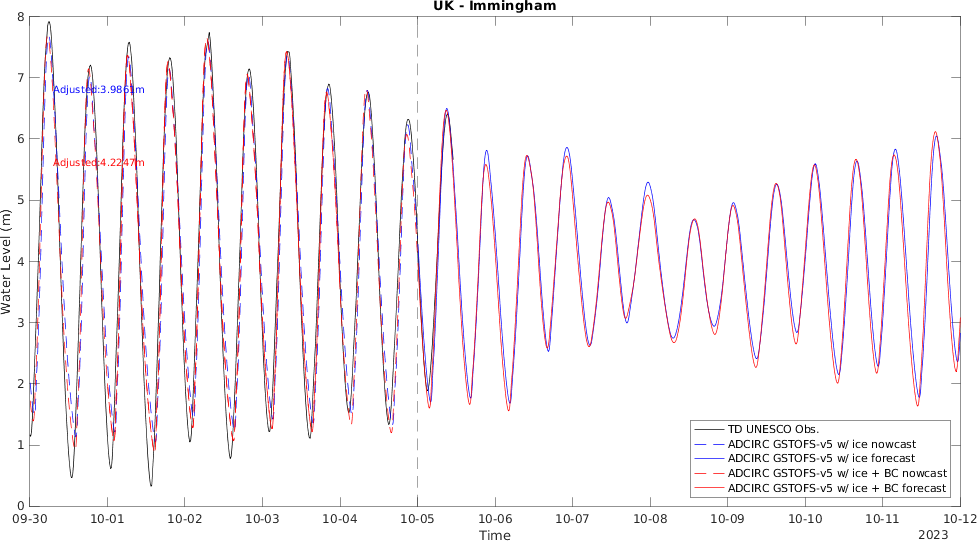 UK - Immingham
8
7
6
5
4
3
2
1
0
Water Level (m)
Adjusted:3.9861m
Adjusted:4.2247m
TD UNESCO Obs.
ADCIRC GSTOFS-v5 w/ ice nowcast
ADCIRC GSTOFS-v5 w/ ice forecast
ADCIRC GSTOFS-v5 w/ ice + BC nowcast
ADCIRC GSTOFS-v5 w/ ice + BC forecast
09-30 10-01 10-02 10-03 10-04 10-05 10-06 10-07 10-08 10-09 10-10 10-11 10-12
Time
2023